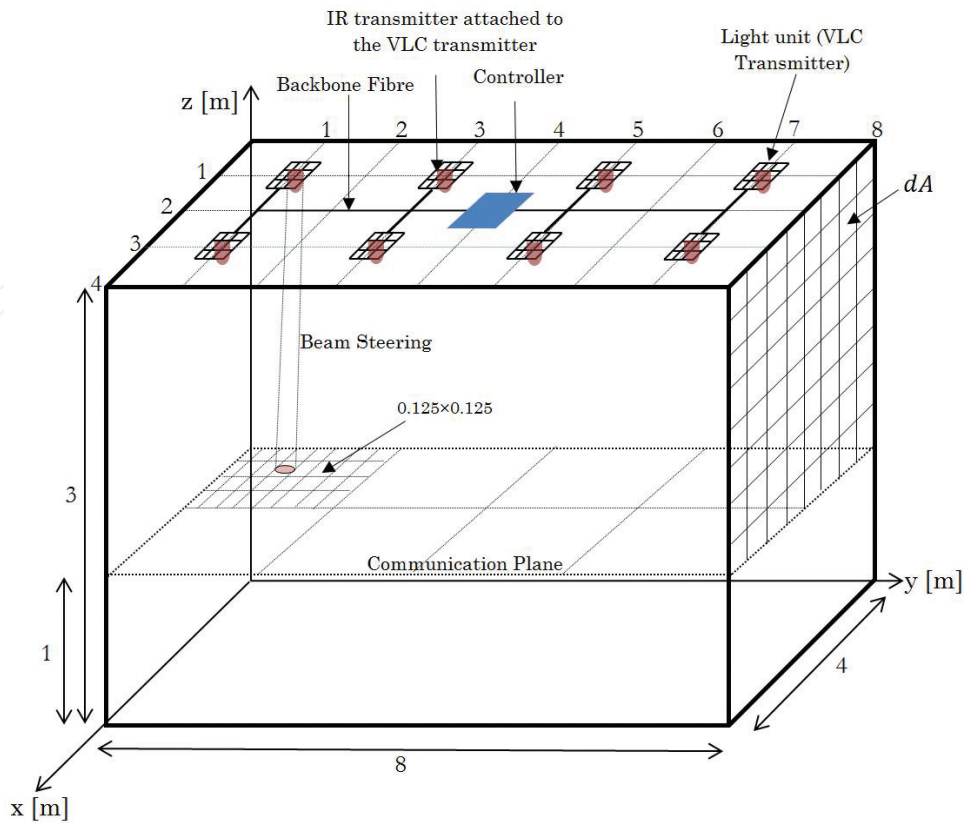 IR transmitter attached to
the VLC transmitter
Light unit (VLC
Transmitter)
Controller
Backbone Fibre
z [m]
1
2
3
4
5
6
7
8
1
2
3
4
dA
Beam Steering
0.125×0.125
3
Communication Plane
y [m]
1
4
8
x [m]